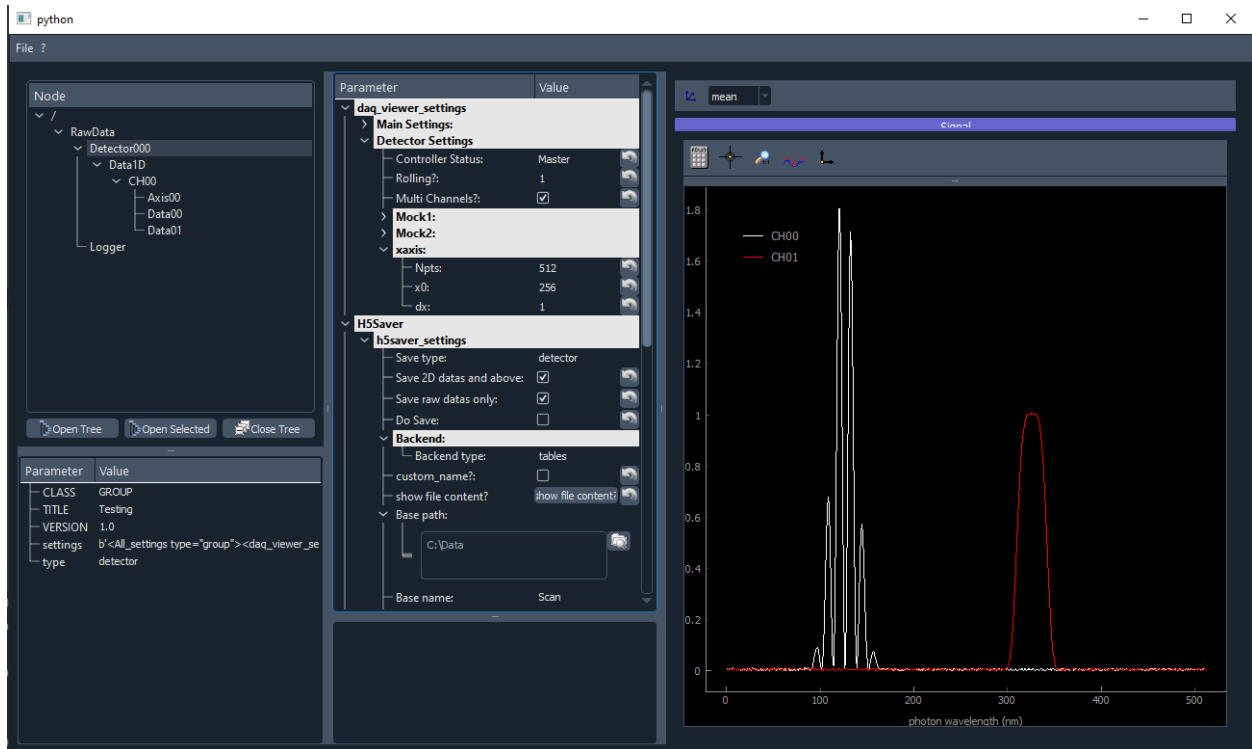 python
File ?
Node
/
RawData
Detector000
Data1D
CH00
Axis00
Data00
Data01
Logger
Open Tree Open Selected Close Tree
Parameter Value
CLASS GROUP
TITLE Testing
VERSION 1.0
settings b'<All_settings type="group"><daq_viewer_se
type detector
Parameter Value
daq_viewer_settings
Main Settings:
Detector Settings
Controller Status: Master
Rolling?: 1
Multi Channels?:
Mock1:
Mock2:
xaxis:
Npts: 512
x0: 256
dx: 1
H5Saver
h5saver_settings
Save type: detector
Save 2D datas and above:
Save raw datas only:
Do Save:
Backend:
Backend type: tables
custom_name?:
show file content? show file content?
Base path:
C:\Data
Base name: Scan
mean
Signal
CH00
CH01
1.8
1.6
1.4
1.2
1
0.8
0.6
0.4
0.2
0
0 100 200 300 400 500
photon wavelength (nm)